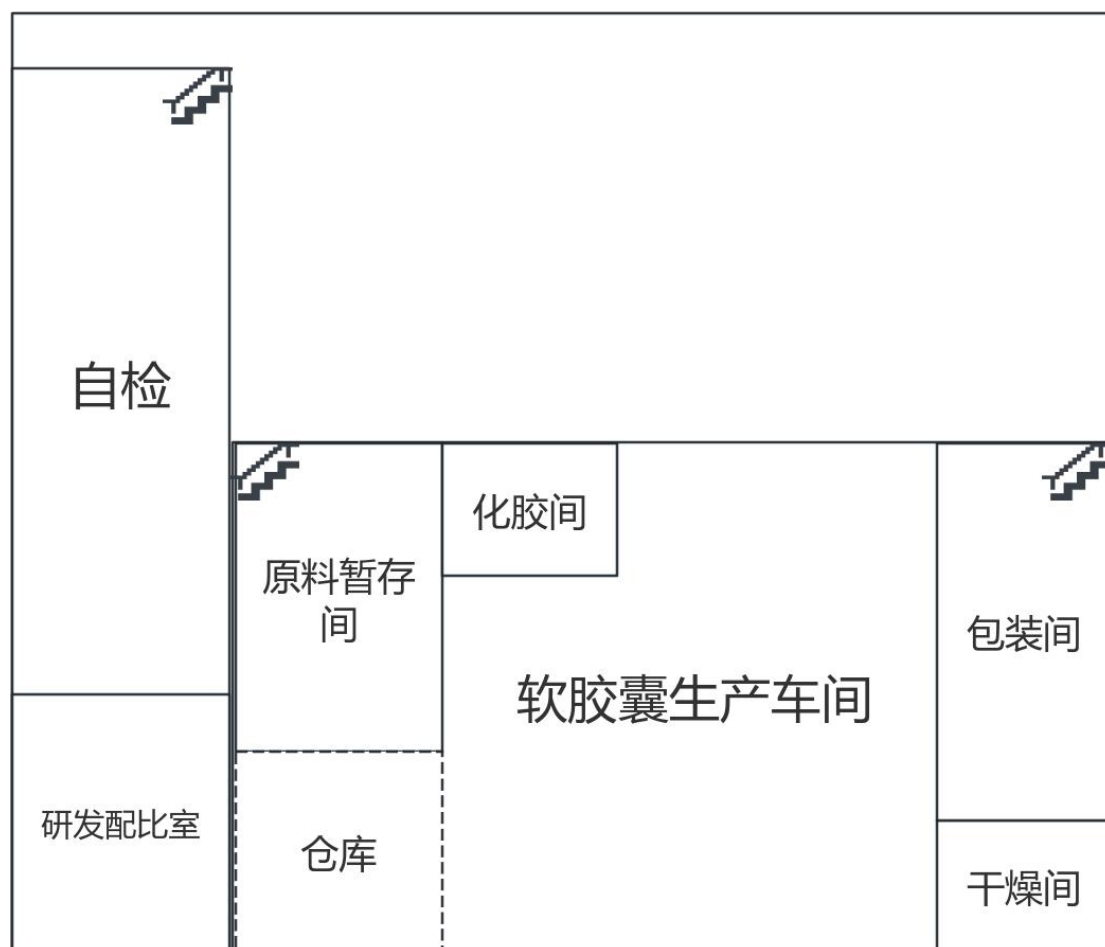 自检
化胶间
原料暂存
间
包装间
软胶囊生产车间
研发配比室
仓库
干燥间